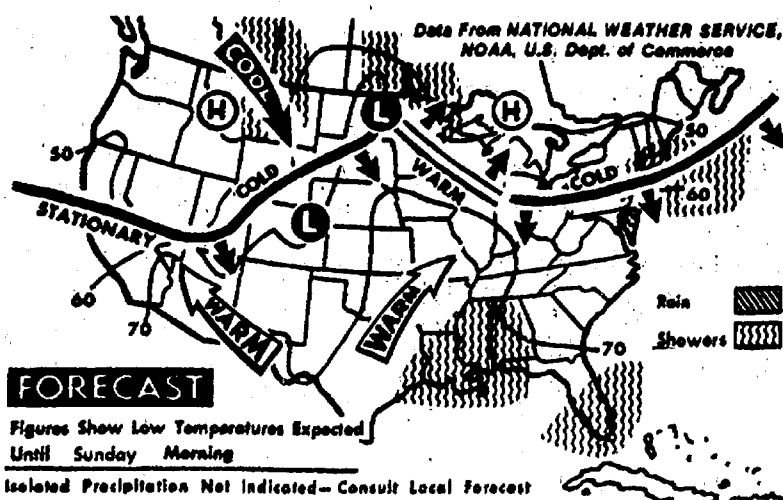 Data From NATIONAL WEATHER SERVICE,
NOAA, U.S. Dept. of Commerce
COOL
H
L
H
50
50
COLD
WARM
COLD
60
STATIONARY
L
60
70
WARM
WARM
Rain
Showers
70
FORECAST
Figures Show Low Temperatures Expected
Until Sunday Morning
Isolated Precipitation Not Indicated – Consult Local Forecast